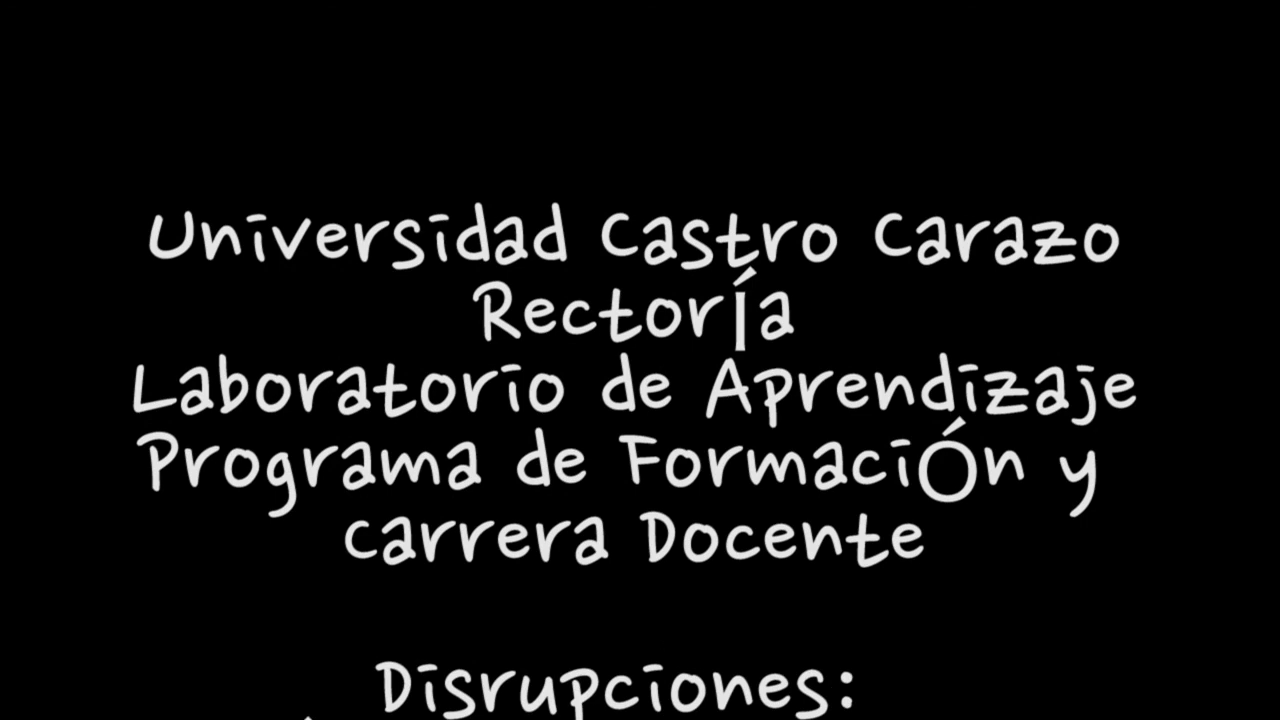 Universidad Castro Carazo
Rectoría
Laboratorio de Aprendizaje
Programa de Formación y
carrera Docente
Disrupciones: